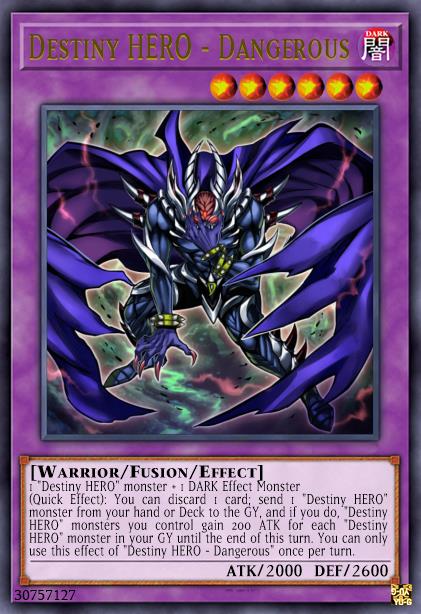 Destiny HERO - Dangerous
DARK
闇
[Warrior/Fusion/Effect]
1 "Destiny HERO" monster + 1 DARK Effect Monster
(Quick Effect): You can discard 1 card; send 1 "Destiny HERO"
monster from your hand or Deck to the GY, and if you do, "Destiny
HERO" monsters you control gain 200 ATK for each "Destiny
HERO" monster in your GY until the end of this turn. You can only
use this effect of "Destiny HERO - Dangerous" once per turn.
ATK/2000 DEF/2600
30757127